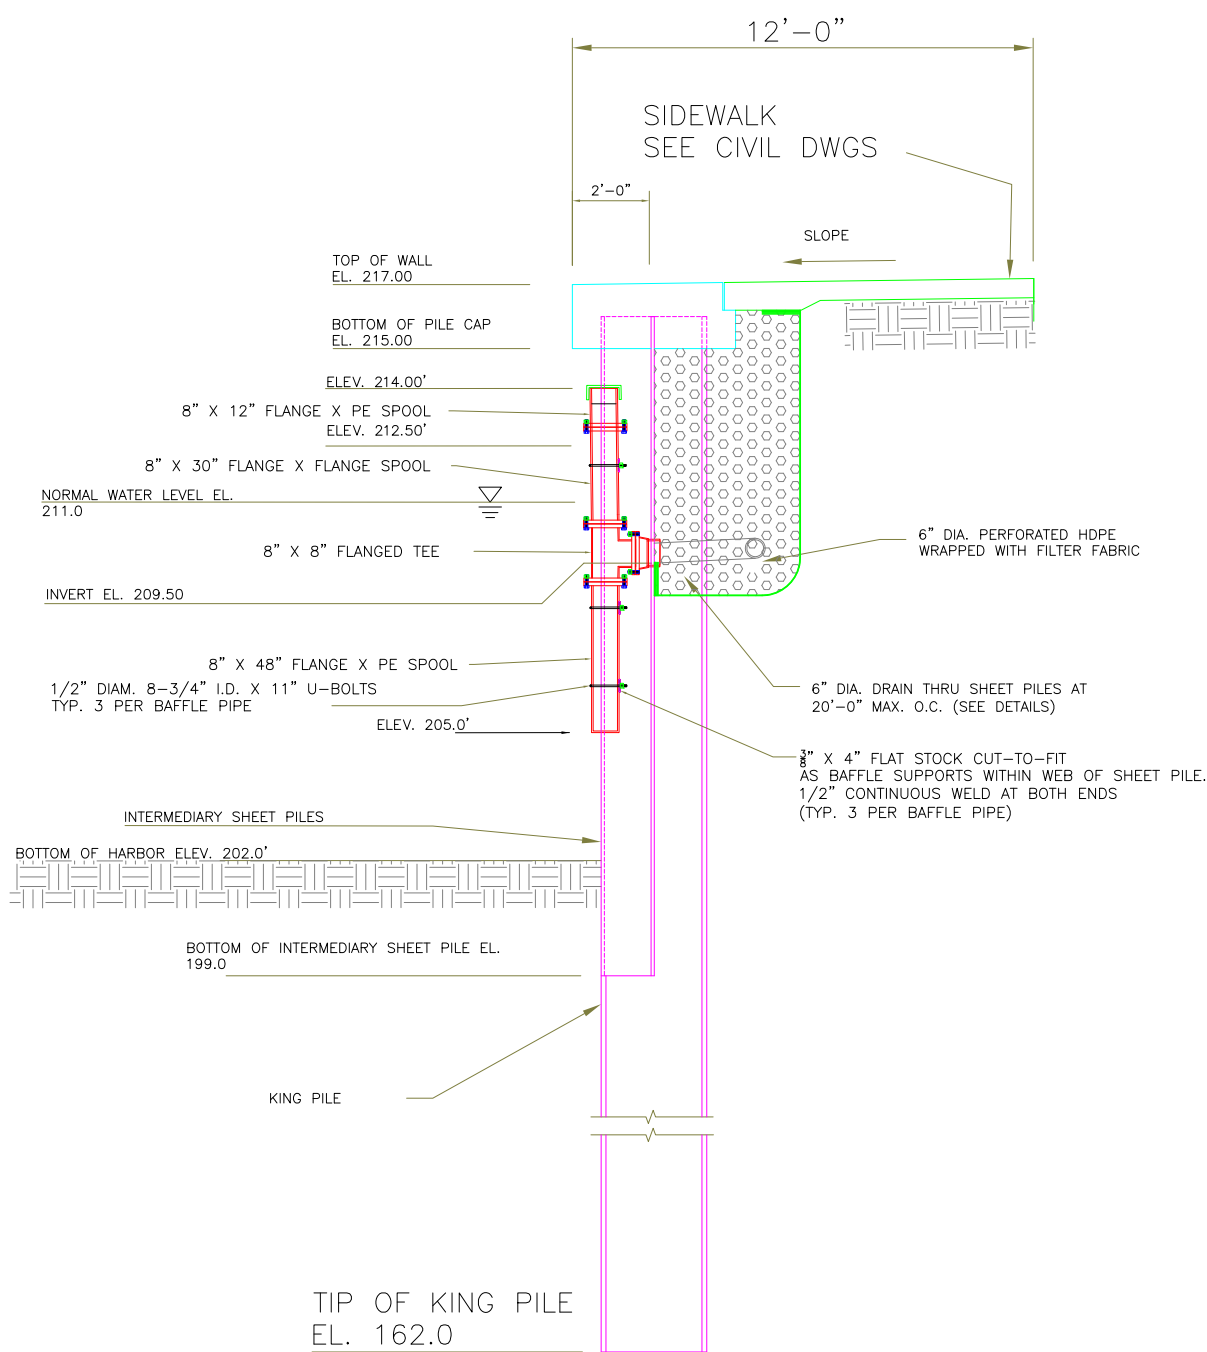 12'-0"
SIDEWALK
SEE CIVIL DWGS
2'-0"
SLOPE
TOP OF WALL
EL. 217.00
BOTTOM OF PILE CAP
EL. 215.00
ELEV. 214.00'
8" X 12" FLANGE X PE SPOOL
ELEV. 212.50'
8" X 30" FLANGE X FLANGE SPOOL
NORMAL WATER LEVEL EL.
211.0
8" X 8" FLANGED TEE
6" DIA. PERFORATED HDPE
WRAPPED WITH FILTER FABRIC
INVERT EL. 209.50
8" X 48" FLANGE X PE SPOOL
1/2" DIAM. 8-3/4" I.D. X 11" U-BOLTS
TYP. 3 PER BAFFLE PIPE
6" DIA. DRAIN THRU SHEET PILES AT
20'-0" MAX. O.C. (SEE DETAILS)
ELEV. 205.0'
3/8" X 4" FLAT STOCK CUT-TO-FIT
AS BAFFLE SUPPORTS WITHIN WEB OF SHEET PILE.
1/2" CONTINUOUS WELD AT BOTH ENDS
(TYP. 3 PER BAFFLE PIPE)
INTERMEDIARY SHEET PILES
BOTTOM OF HARBOR ELEV. 202.0'
BOTTOM OF INTERMEDIARY SHEET PILE EL.
199.0
KING PILE
TIP OF KING PILE
EL. 162.0